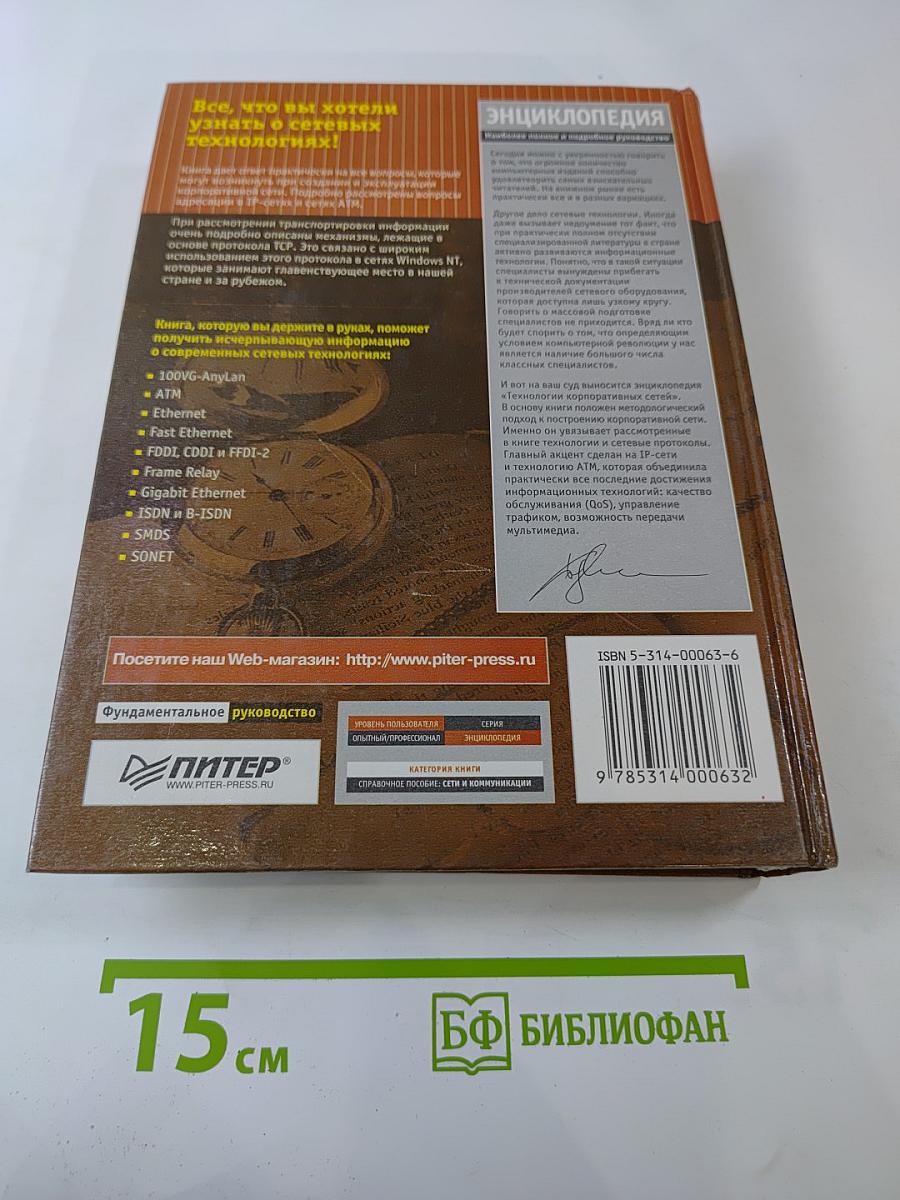 Все, что вы хотели
узнать о сетевых
технологиях!
Книга дает ответ практически на все вопросы, которые
могут возникнуть при создании и эксплуатации
корпоративной сети. Подробно рассмотрены вопросы
адресации в IP-сетях и сетях ATM.
При рассмотрении транспортировки информации
очень подробно описаны механизмы, лежащие в
основе протокола TCP. Это связано с широким
использованием этого протокола в сетях Windows NT,
которые занимают главенствующее место в нашей
стране и за рубежом.
Книга, которую вы держите в руках, поможет
получить исчерпывающую информацию
о современных сетевых технологиях:
100VG-AnyLan
ATM
Ethernet
Fast Ethernet
FDDI, CDDI и FFDI-2
Frame Relay
Gigabit Ethernet
ISDN и B-ISDN
SMDS
SONET
ЭНЦИКЛОПЕДИЯ
Наиболее полное и подробное руководство
Сегодня можно с уверенностью говорить
о том, что огромное количество
компьютерных изданий способно
удовлетворить самых взыскательных
читателей. На книжном рынке есть
практически все и в разных вариациях.
Другое дело сетевые технологии. Иногда
даже вызывает недоумение тот факт, что
при практически полном отсутствии
специализированной литературы в стране
активно развиваются информационные
технологии. Понятно, что в такой ситуации
специалисты вынуждены прибегать
к технической документации
производителей сетевого оборудования,
которая доступна лишь узкому кругу.
Говорить о массовой подготовке
специалистов не приходится. Вряд ли кто
будет спорить о том, что определяющим
условием компьютерной революции у нас
является наличие большого числа
классных специалистов.
И вот на ваш суд выносится энциклопедия
«Технологии корпоративных сетей».
В основу книги положен методологический
подход к построению корпоративной сети.
Именно он увязывает рассмотренные
в книге технологии и сетевые протоколы.
Главный акцент сделан на IP-сети
и технологию ATM, которая объединила
практически все последние достижения
информационных технологий: качество
обслуживания (QoS), управление
трафиком, возможность передачи
мультимедиа.
Посетите наш Web-магазин: http://www.piter-press.ru
Фундаментальное руководство
ПИТЕР®
WWW.PITER-PRESS.RU
УРОВЕНЬ ПОЛЬЗОВАТЕЛЯ СЕРИЯ
ОПЫТНЫЙ/ПРОФЕССИОНАЛ ЭНЦИКЛОПЕДИЯ
КАТЕГОРИЯ КНИГИ
СПРАВОЧНОЕ ПОСОБИЕ: СЕТИ И КОММУНИКАЦИИ
ISBN 5-314-00063-6
9 785314 000632
15 см
БФ БИБЛИОФАН